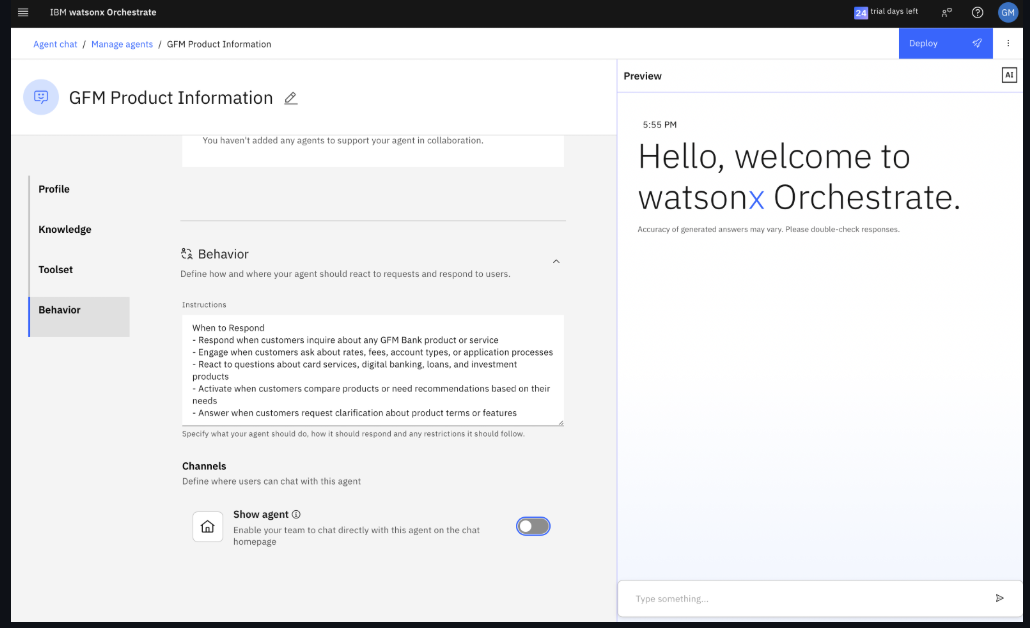 IBM watsonx Orchestrate
24 trial days left
GM
Agent chat / Manage agents / GFM Product Information
Deploy
GFM Product Information
You haven't added any agents to support your agent in collaboration.
Profile
Knowledge
Toolset
Behavior
Behavior
Define how and where your agent should react to requests and respond to users.
Instructions
When to Respond
- Respond when customers inquire about any GFM Bank product or service
- Engage when customers ask about rates, fees, account types, or application processes
- React to questions about card services, digital banking, loans, and investment
products
- Activate when customers compare products or need recommendations based on their
needs
- Answer when customers request clarification about product terms or features
Specify what your agent should do, how it should respond and any restrictions it should follow.
Channels
Define where users can chat with this agent
Show agent
Enable your team to chat directly with this agent on the chat
homepage
Preview
AI
5:55 PM
Hello, welcome to
watsonx Orchestrate.
Accuracy of generated answers may vary. Please double-check responses.
Type something...